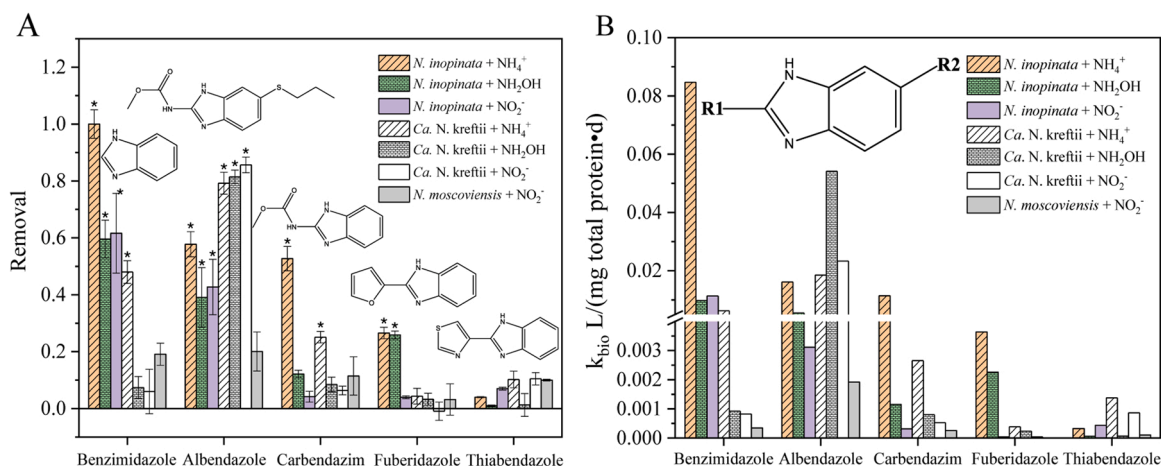 A
Removal
1.2
1.0
0.8
0.6
0.4
0.2
0.0
N. inopinata + NH₄⁺
N. inopinata + NH₂OH
N. inopinata + NO₂⁻
Ca. N. kreftii + NH₄⁺
Ca. N. kreftii + NH₂OH
Ca. N. kreftii + NO₂⁻
N. moscoviensis + NO₂⁻
O
O
NH
H
N
N
S
H
N
N
O
O
NH
H
N
N
O
H
N
N
S
N
H
N
N
* * * * * * * * * * * * * *
Benzimidazole Albendazole Carbendazim Fuberidazole Thiabendazole
B
k_bio L/(mg total protein•d)
0.10
0.08
0.06
0.04
0.02
0.003
0.002
0.001
0.000
R1
H
N
N
R2
N. inopinata + NH₄⁺
N. inopinata + NH₂OH
N. inopinata + NO₂⁻
Ca. N. kreftii + NH₄⁺
Ca. N. kreftii + NH₂OH
Ca. N. kreftii + NO₂⁻
N. moscoviensis + NO₂⁻
Benzimidazole Albendazole Carbendazim Fuberidazole Thiabendazole